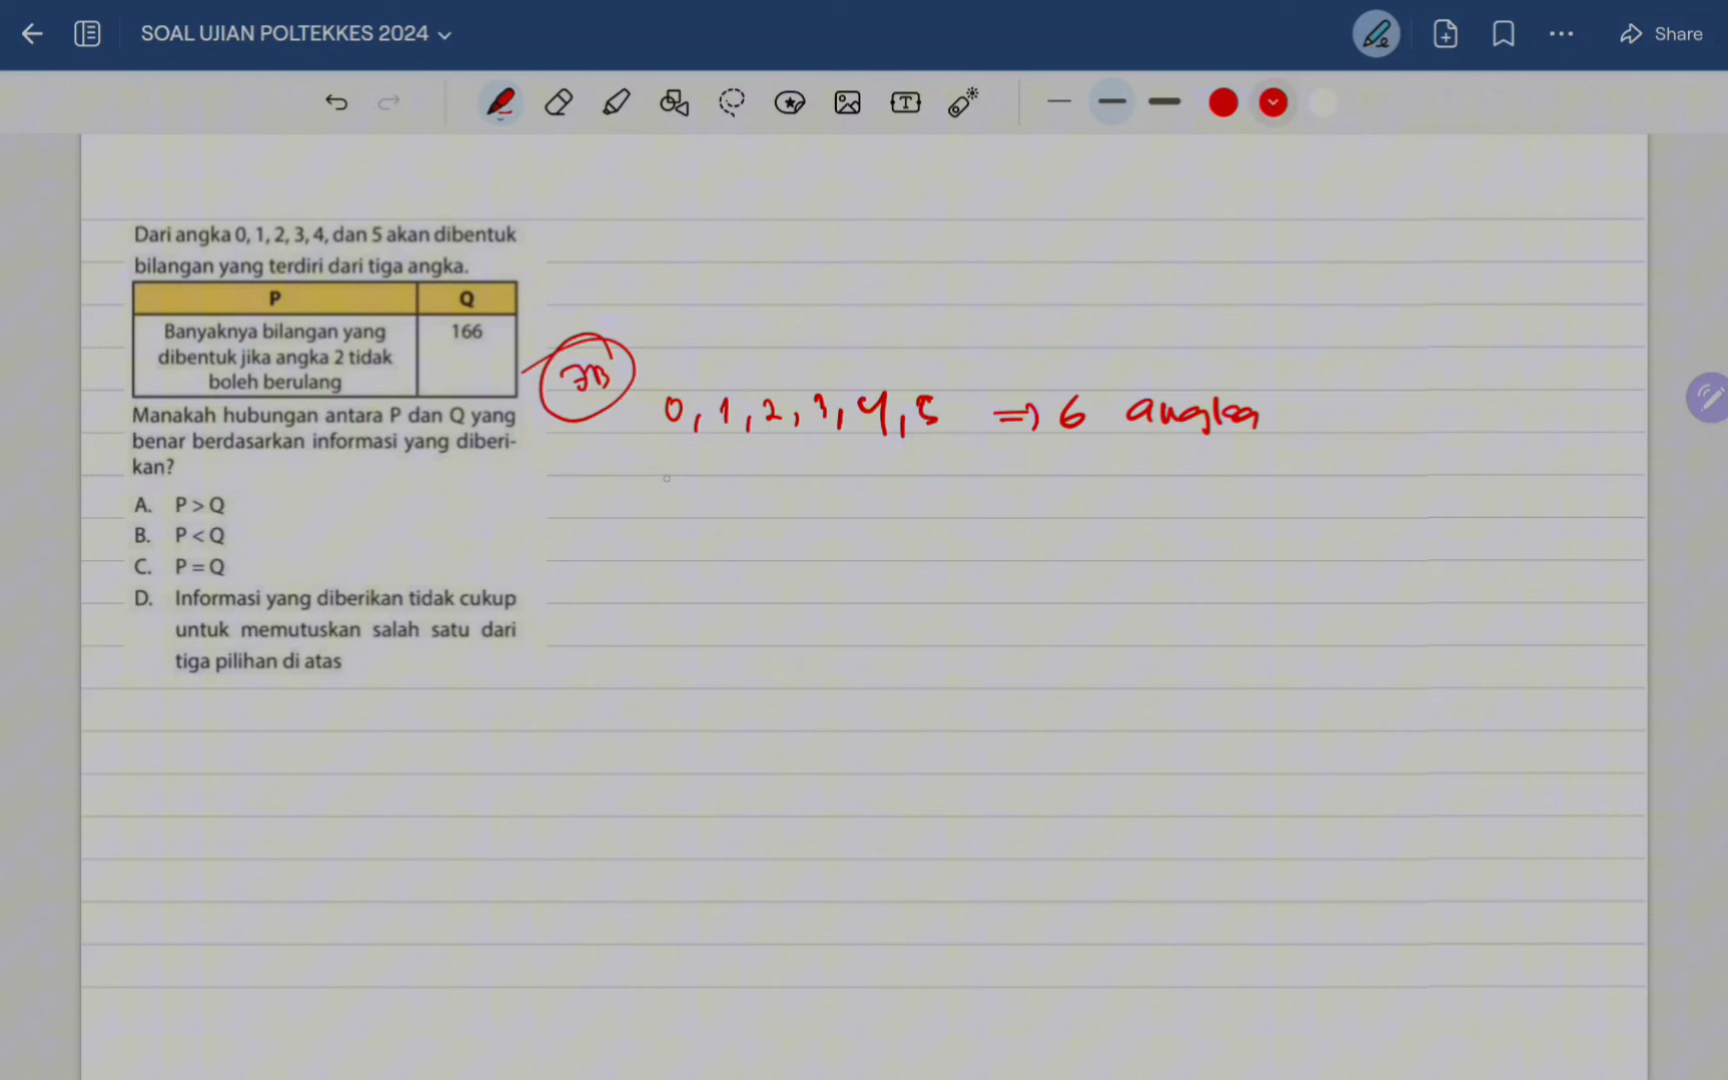 SOAL UJIAN POLTEKKES 2024
Share
Dari angka 0, 1, 2, 3, 4, dan 5 akan dibentuk
bilangan yang terdiri dari tiga angka.
P Q
Banyaknya bilangan yang 166
dibentuk jika angka 2 tidak
boleh berulang
Manakah hubungan antara P dan Q yang
benar berdasarkan informasi yang diberi-
kan?
A. P > Q
B. P < Q
C. P = Q
D. Informasi yang diberikan tidak cukup
untuk memutuskan salah satu dari
tiga pilihan di atas
0, 1, 2, 3, 4, 5 => 6 angka